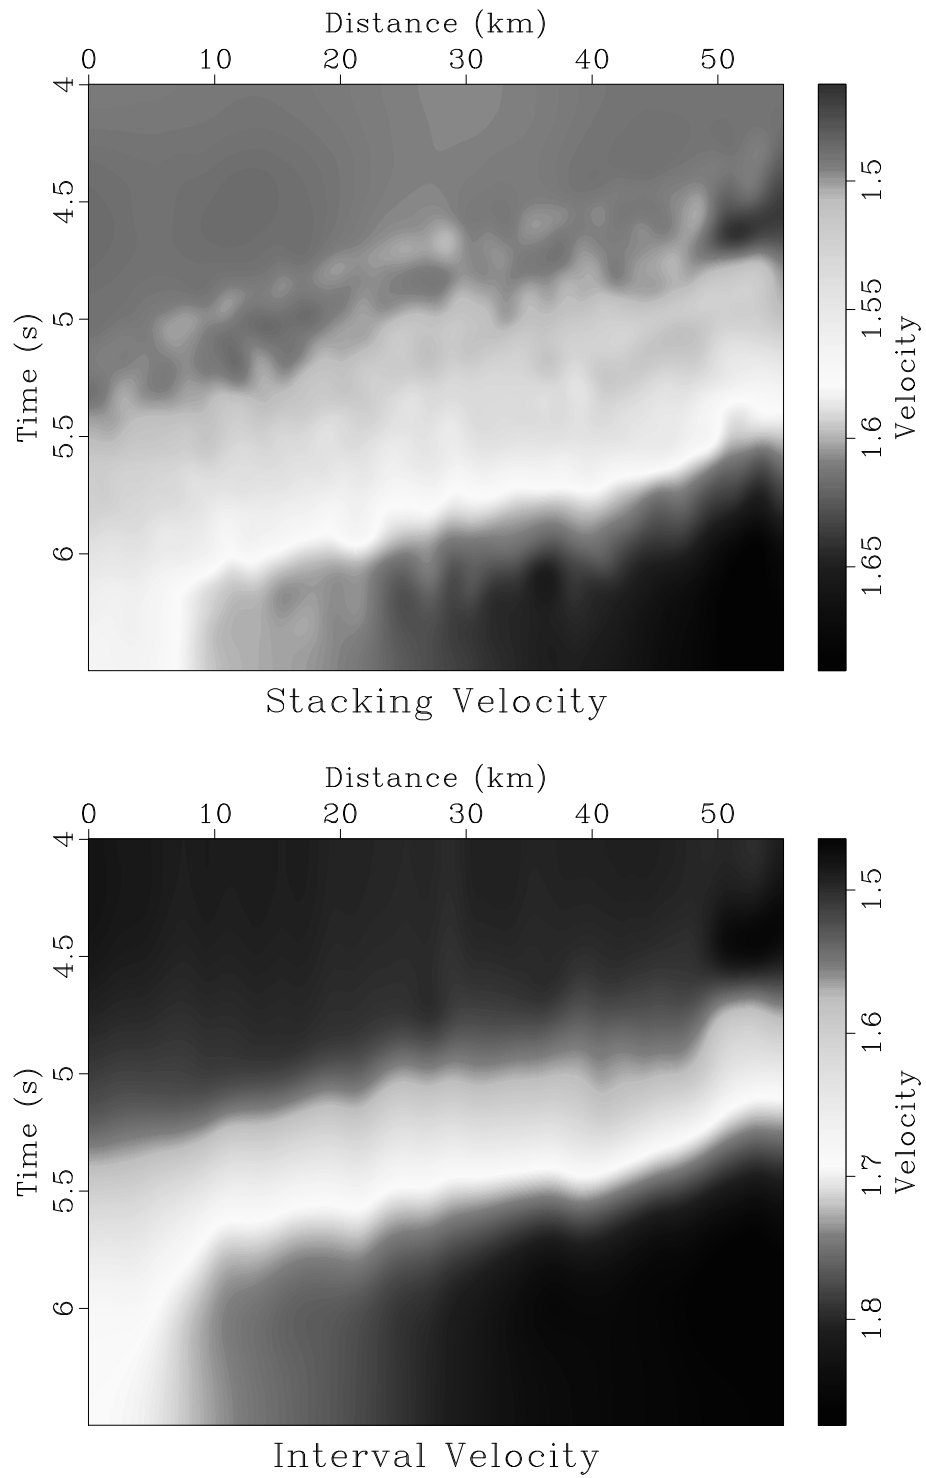 Distance (km)
0 10 20 30 40 50
4
4.5
5
5.5
6
Time (s)
1.5
1.55
1.6
1.65
Velocity
Stacking Velocity
Distance (km)
0 10 20 30 40 50
4
4.5
5
5.5
6
Time (s)
1.5
1.6
1.7
1.8
Velocity
Interval Velocity